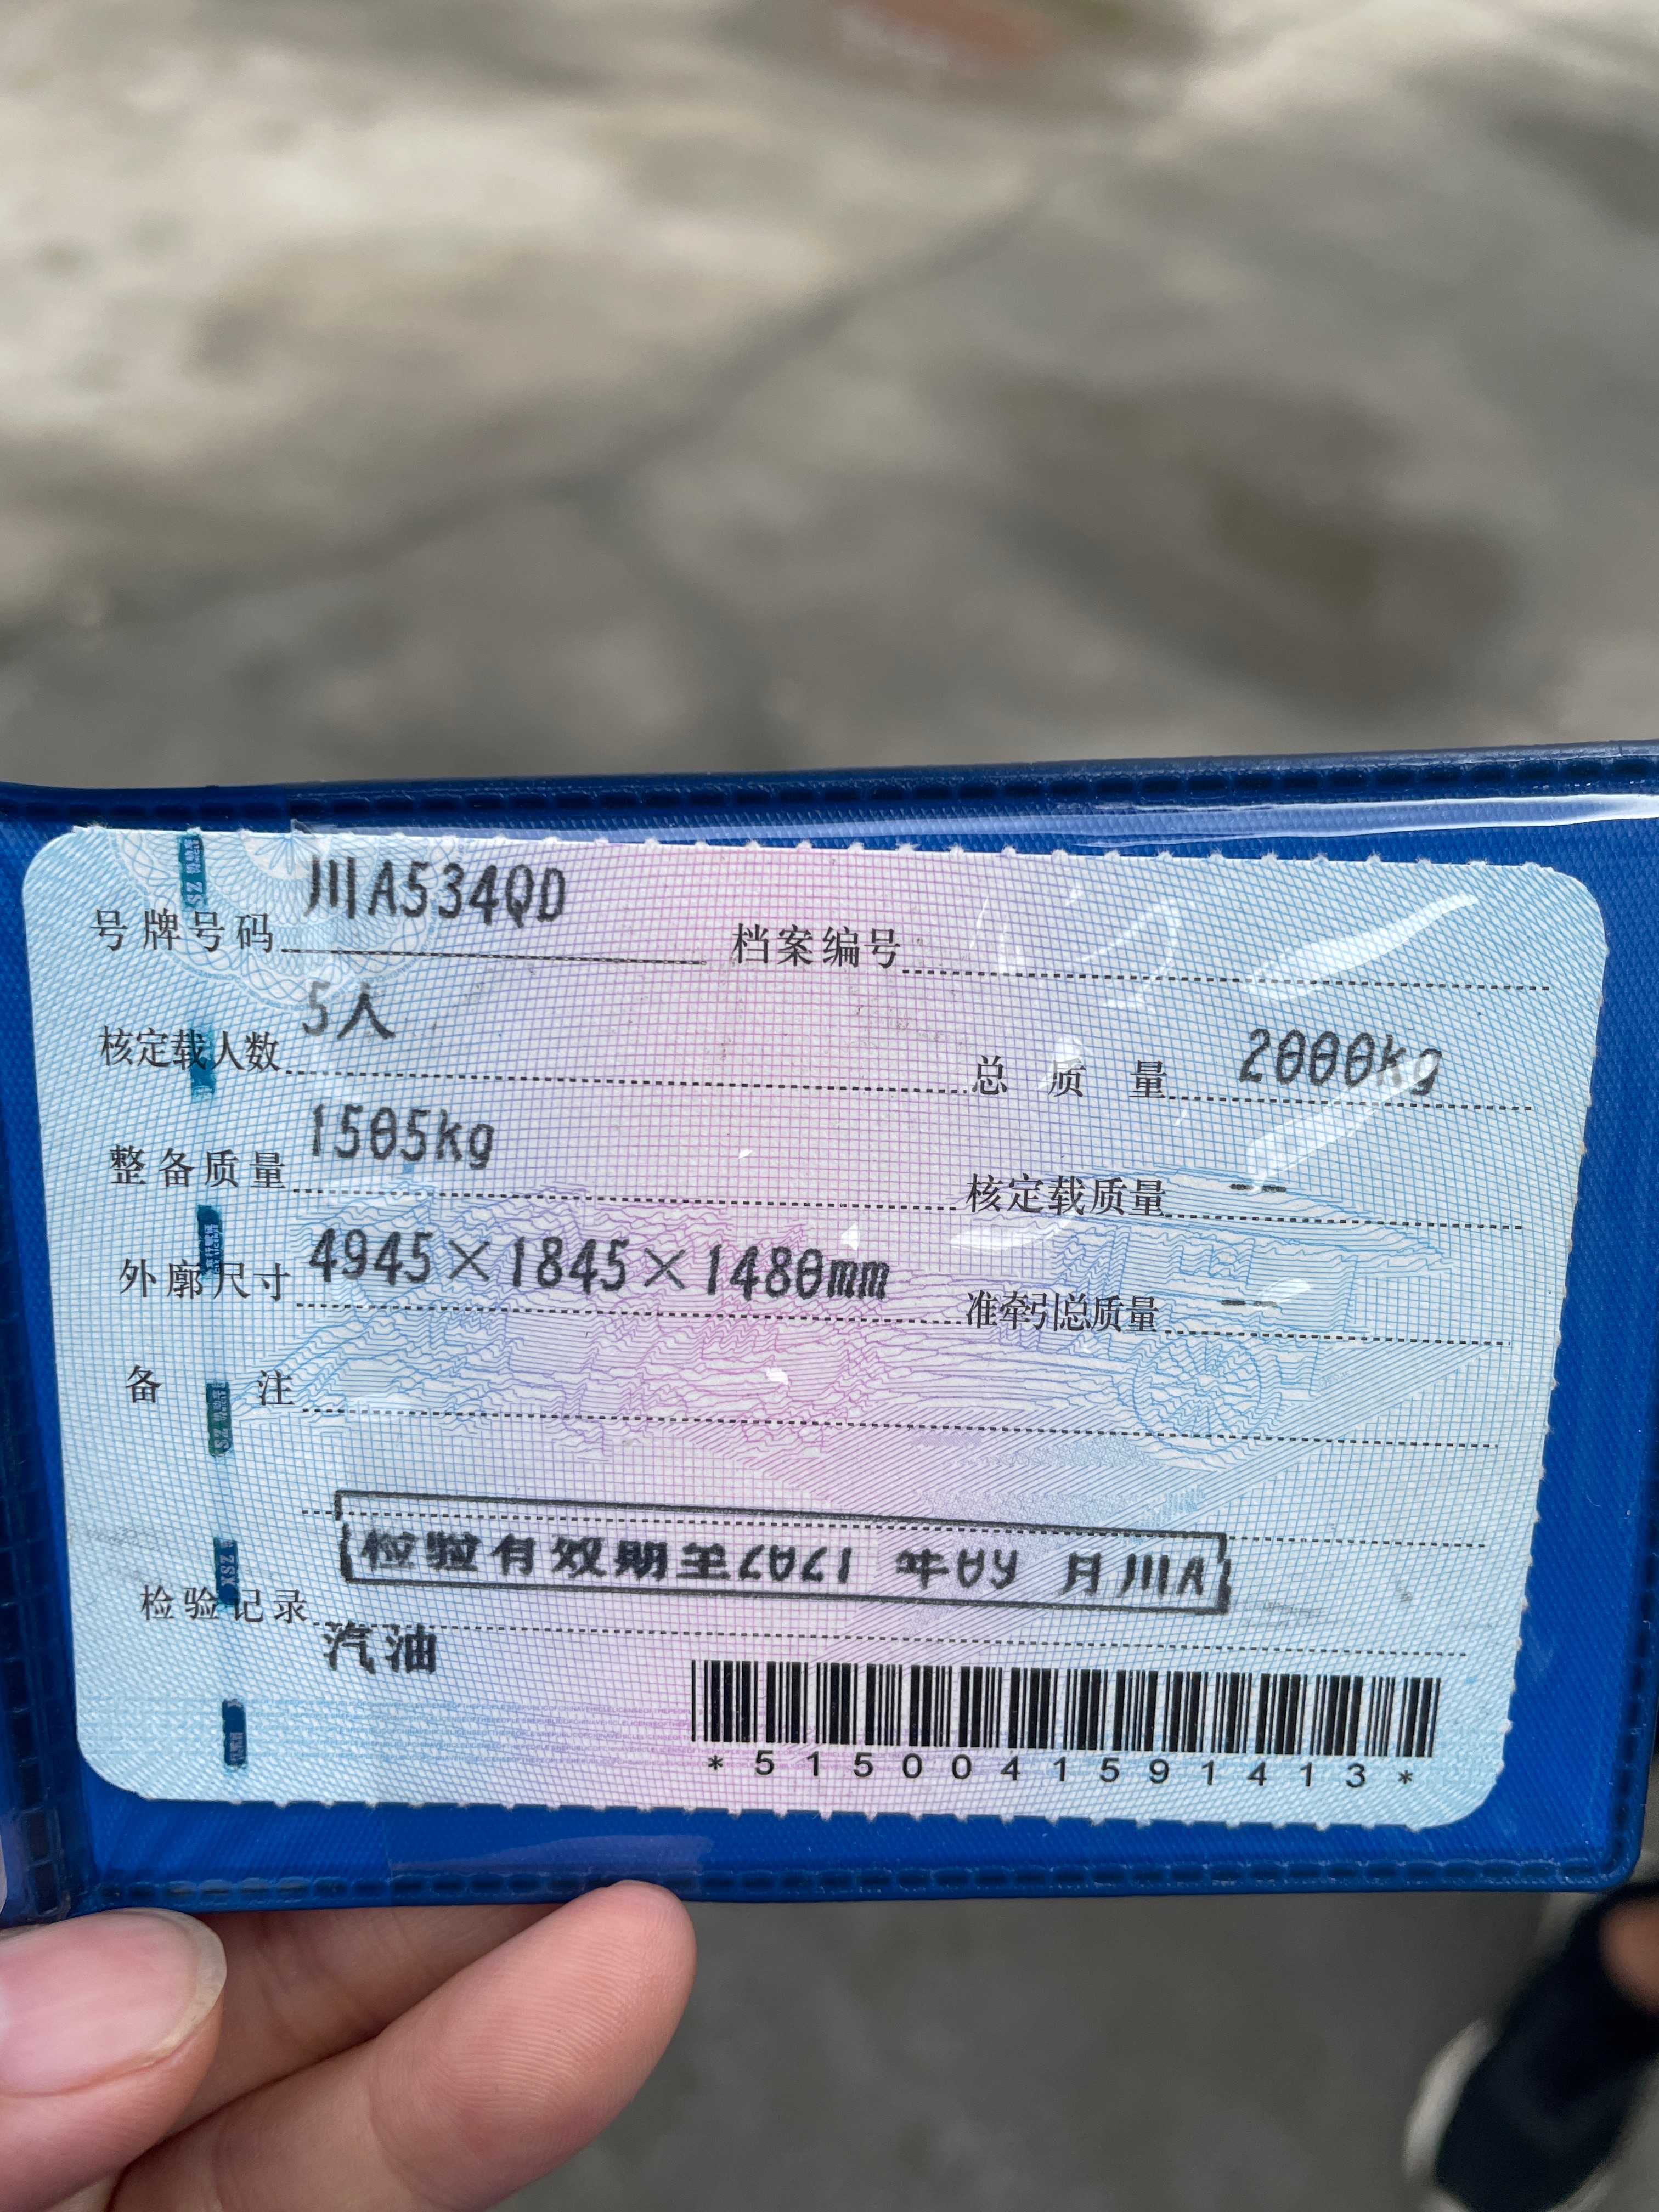 号牌号码 川A534QD 档案编号
核定载人数 5人 总质量 2000kg
整备质量 1505kg 核定载质量 --
外廓尺寸 4945×1845×1480mm 准牵引总质量 --
备注
检验有效期至2021年09月川A
检验记录
汽油
*5150041591413*